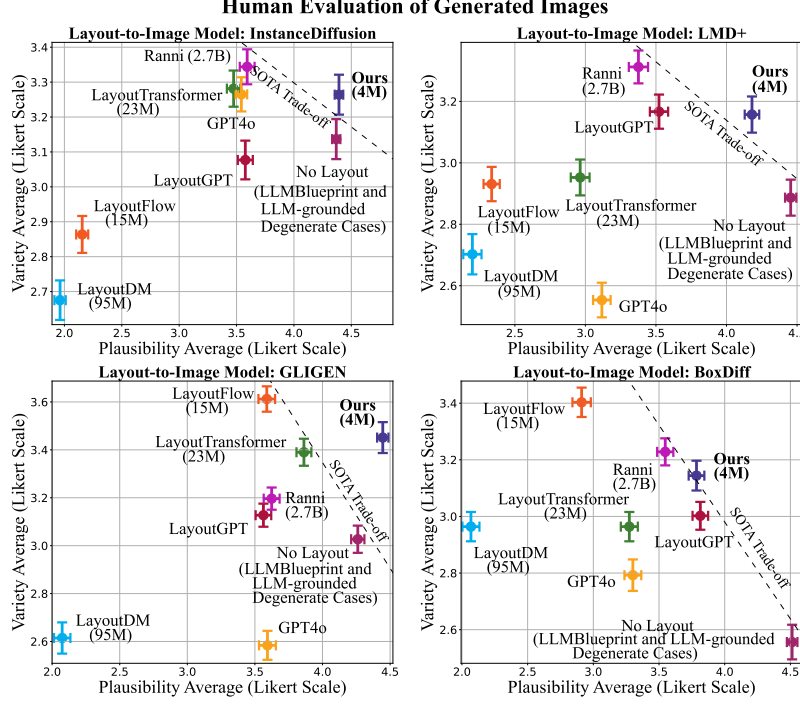 Human Evaluation of Generated Images
Layout-to-Image Model: InstanceDiffusion
Variety Average (Likert Scale)
3.4
3.3
3.2
3.1
3.0
2.9
2.8
2.7
Ranni (2.7B)
SOTA Trade-off
Ours
(4M)
LayoutTransformer
(23M)
GPT4o
LayoutGPT
No Layout
(LLMBlueprint and
LLM-grounded
Degenerate Cases)
LayoutFlow
(15M)
LayoutDM
(95M)
2.0 2.5 3.0 3.5 4.0 4.5
Plausibility Average (Likert Scale)
Layout-to-Image Model: LMD+
Variety Average (Likert Scale)
3.2
3.0
2.8
2.6
Ranni
(2.7B)
Ours
(4M)
SOTA Trade-off
LayoutGPT
LayoutFlow
(15M)
LayoutTransformer
(23M)
No Layout
(LLMBlueprint and
LLM-grounded
Degenerate Cases)
LayoutDM
(95M)
GPT4o
2.5 3.0 3.5 4.0 4.5
Plausibility Average (Likert Scale)
Layout-to-Image Model: GLIGEN
Variety Average (Likert Scale)
3.6
3.4
3.2
3.0
2.8
2.6
LayoutFlow
(15M)
Ours
(4M)
LayoutTransformer
(23M)
SOTA Trade-off
Ranni
(2.7B)
LayoutGPT
No Layout
(LLMBlueprint and
LLM-grounded
Degenerate Cases)
LayoutDM
(95M)
GPT4o
2.0 2.5 3.0 3.5 4.0 4.5
Plausibility Average (Likert Scale)
Layout-to-Image Model: BoxDiff
Variety Average (Likert Scale)
3.4
3.2
3.0
2.8
2.6
LayoutFlow
(15M)
Ranni
(2.7B)
Ours
(4M)
LayoutTransformer
(23M)
SOTA Trade-off
LayoutGPT
LayoutDM
(95M)
GPT4o
No Layout
(LLMBlueprint and LLM-grounded
Degenerate Cases)
2.0 2.5 3.0 3.5 4.0 4.5
Plausibility Average (Likert Scale)